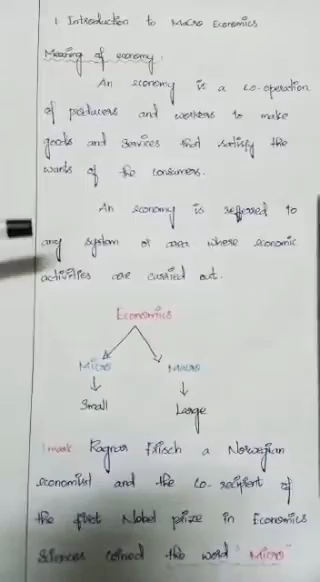 1. Introduction to Macro Economics
Meaning of economy.
An economy is a co-operation
of producers and workers to make
goods and services that satisfy the
wants of the consumers.
An economy is reffered to
any system or area where economic
activities are carried out.
Economics
Micro Macro
Small Large
1 mark Ragnar Frisch a Norwegian
economist and the co-recipient of
the first Nobel prize in Economics
Sciences coined the word "Micro"